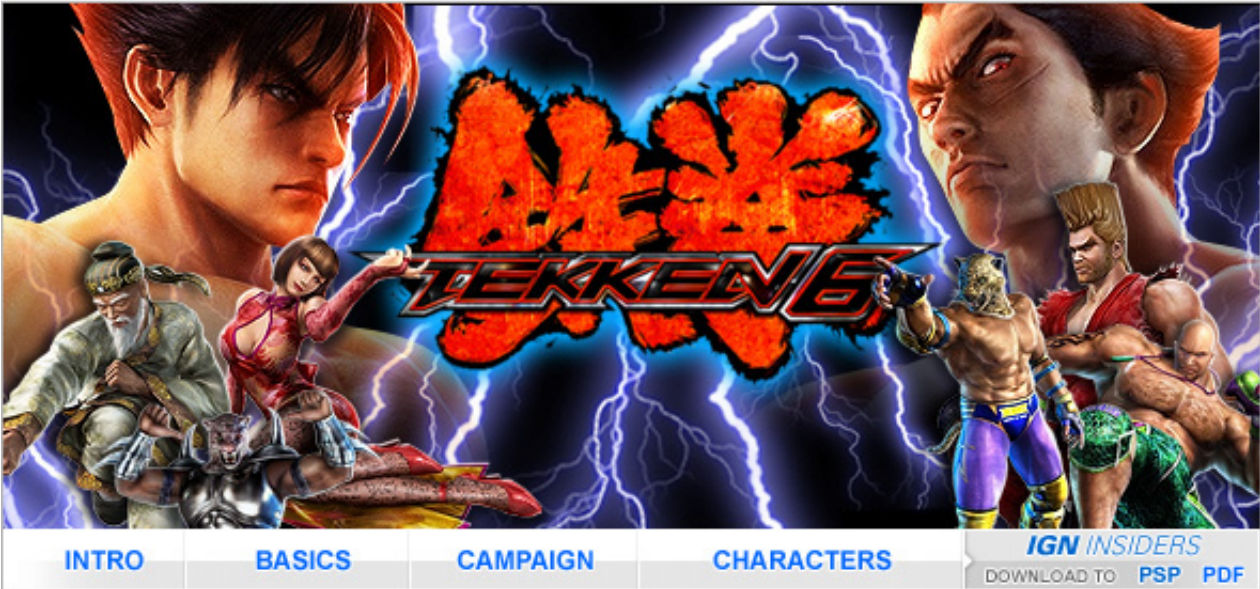 鉄拳
TEKKEN 6
INTRO
BASICS
CAMPAIGN
CHARACTERS
IGN INSIDERS
DOWNLOAD TO PSP PDF